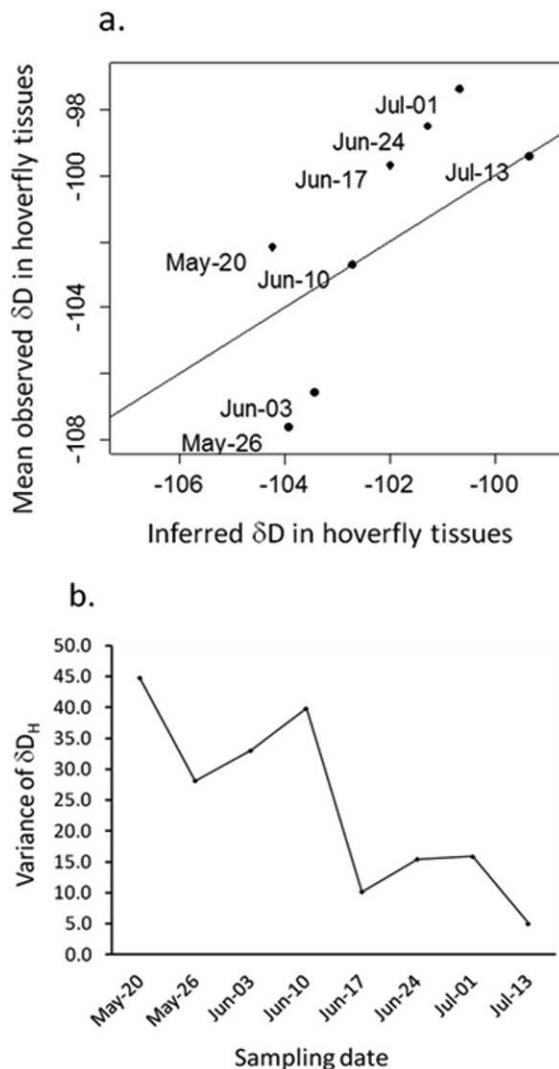 a.
Mean observed δD in hoverfly tissues
-98
-100
-104
-108
Jul-01
Jun-24
Jun-17
Jul-13
May-20
Jun-10
Jun-03
May-26
-106
-104
-102
-100
Inferred δD in hoverfly tissues
b.
Variance of δD_H
50.0
45.0
40.0
35.0
30.0
25.0
20.0
15.0
10.0
5.0
0.0
May-20
May-26
Jun-03
Jun-10
Jun-17
Jun-24
Jul-01
Jul-13
Sampling date